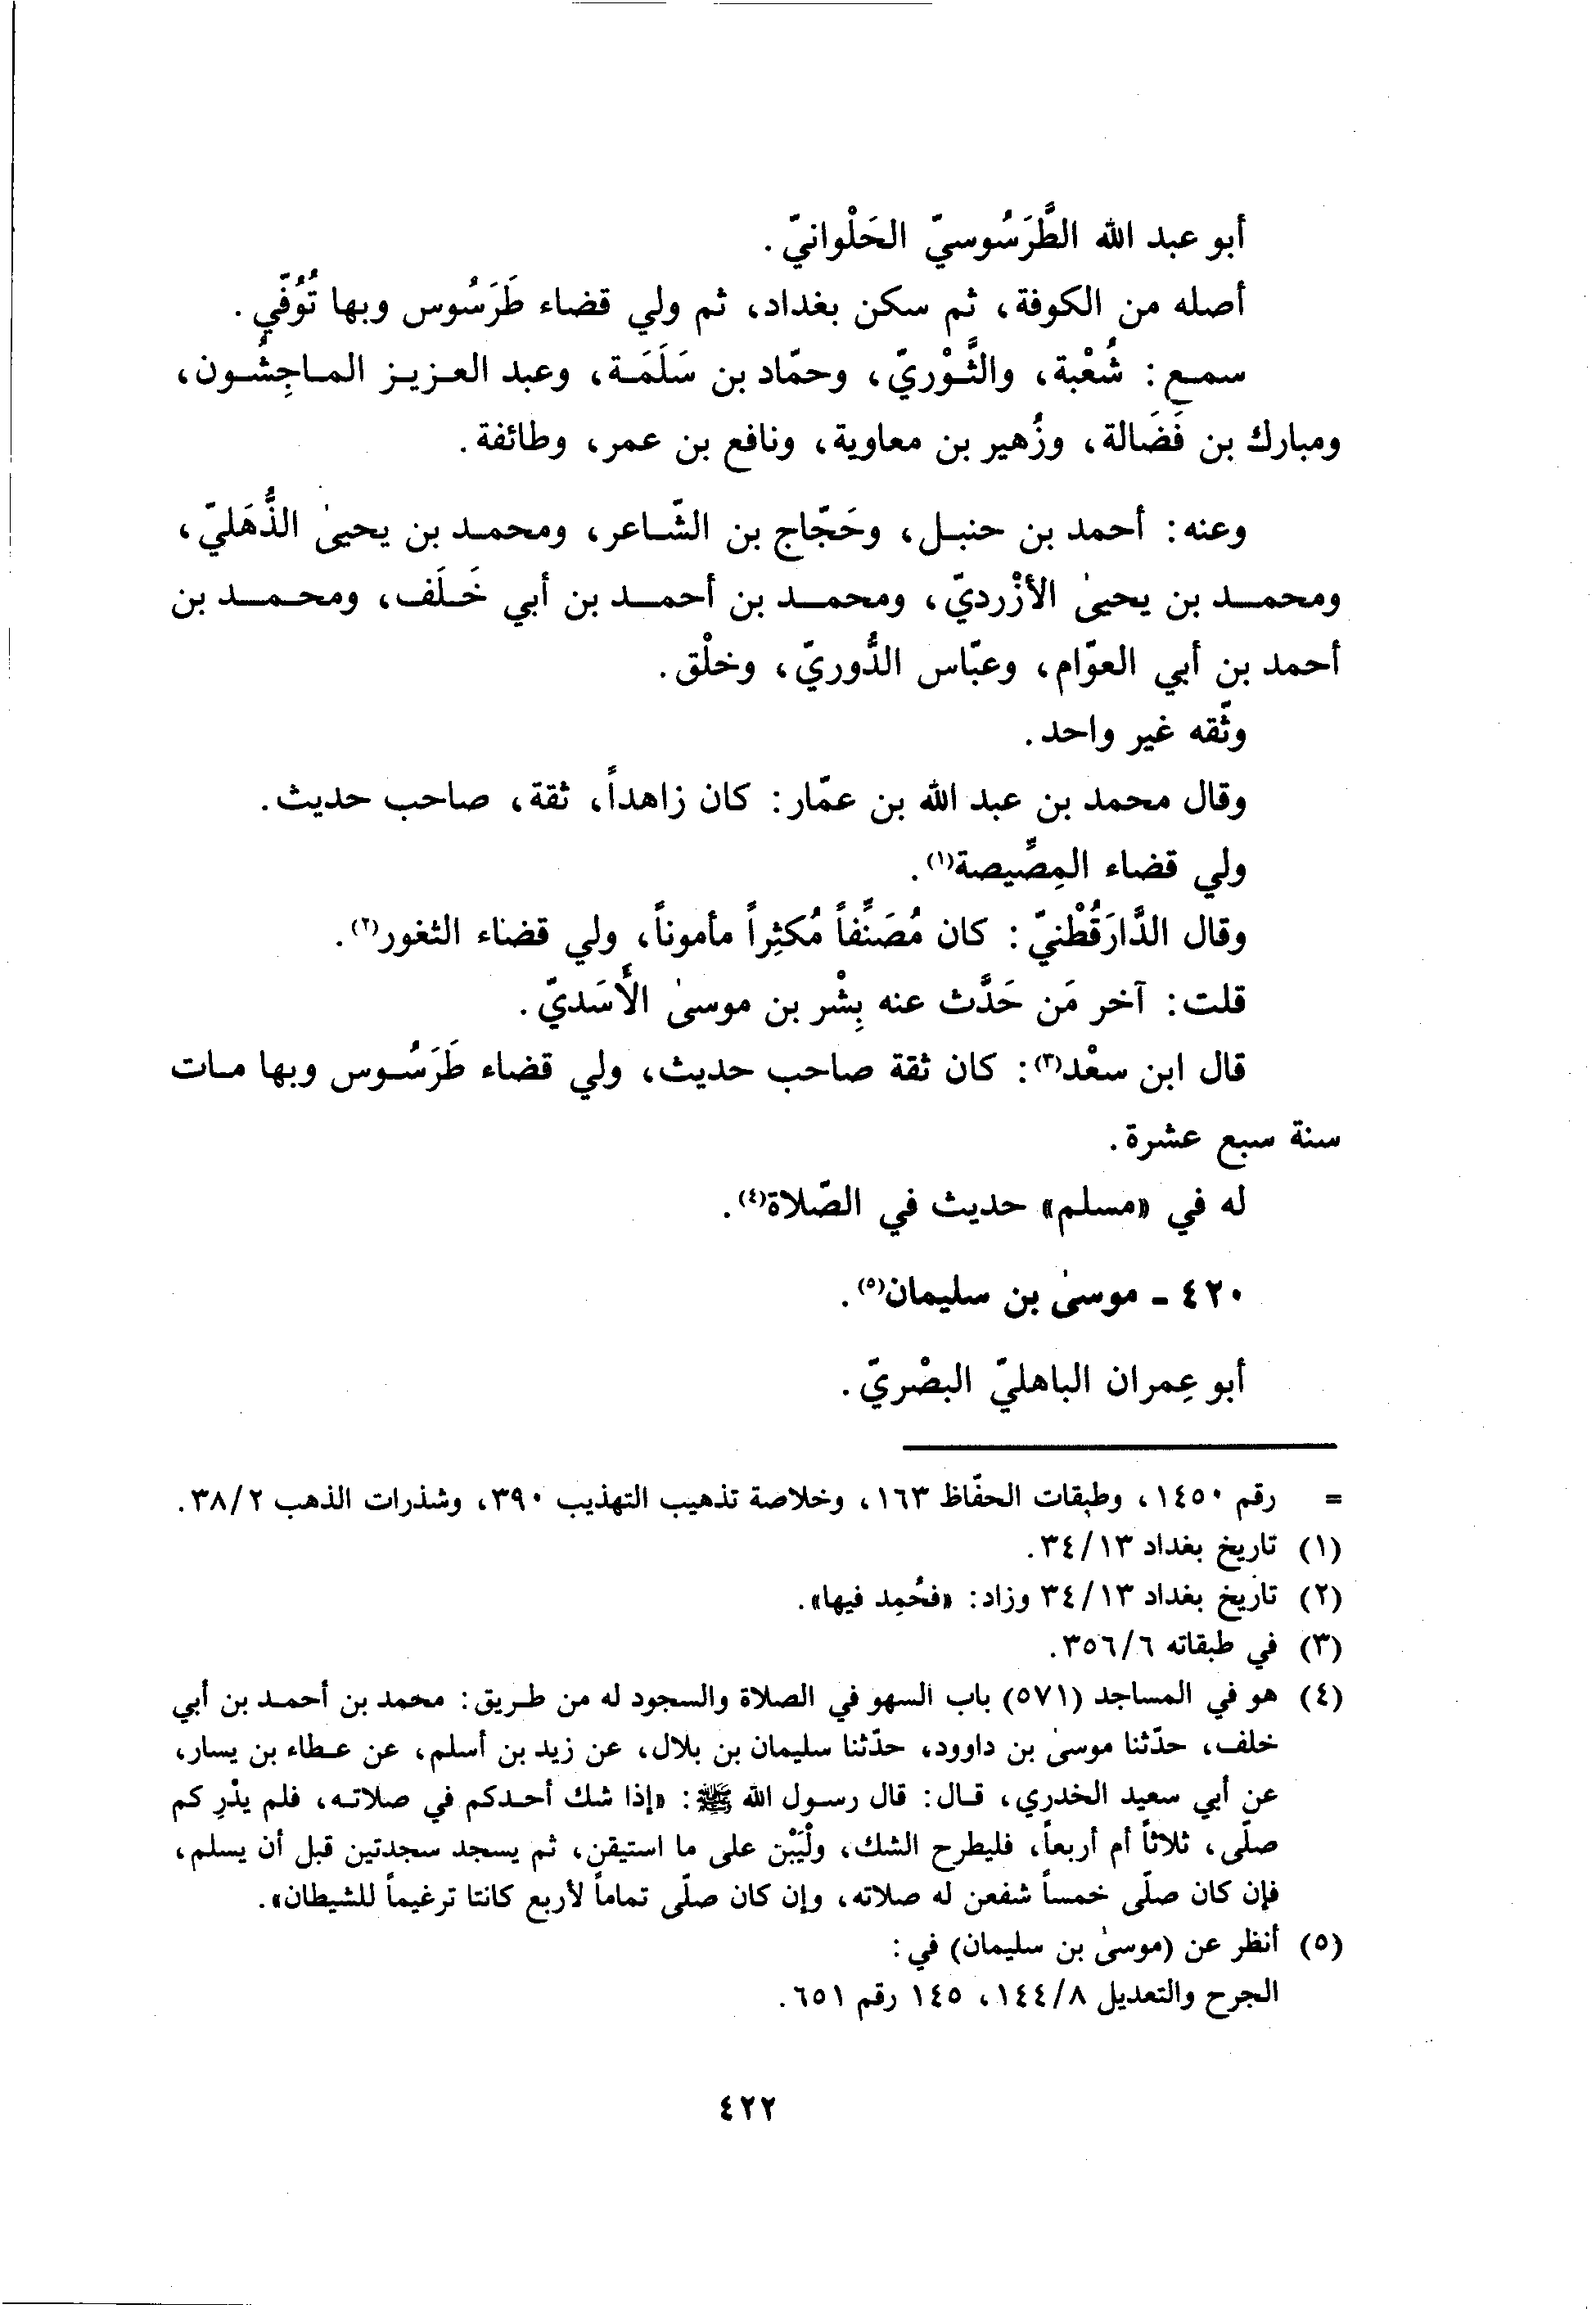 أبو عبد الله الطَّرَسُوسيّ الحَلْوانيّ.
أصله من الكوفة، ثم سكن بغداد، ثم ولي قضاء طَرَسُوس وبها تُوُفّي.
سمع: شُعْبة، والثَّوْريّ، وحمّاد بن سَلَمَة، وعبد العزيز الماجِشُون،
ومبارك بن فَضَالة، وزُهير بن معاوية، ونافع بن عمر، وطائفة.
وعنه: أحمد بن حنبل، وحَجّاج بن الشّاعر، ومحمد بن يحيىٰ الذُّهَليّ،
ومحمد بن يحيىٰ الأزْرديّ، ومحمد بن أحمد بن أبي خَلَف، ومحمد بن
أحمد بن أبي العوّام، وعبّاس الدُّوريّ، وخلْق.
وثّقه غير واحد.
وقال محمد بن عبد الله بن عمّار: كان زاهداً، ثقة، صاحب حديث.
ولي قضاء المِصِّيصة(١).
وقال الدَّارَقُطْنيّ: كان مُصَنِّفاً مُكثِراً مأموناً، ولي قضاء الثغور(٢).
قلت: آخر مَن حَدَّث عنه بِشْر بن موسىٰ الأَسَديّ.
قال ابن سعْد(٣): كان ثقة صاحب حديث، ولي قضاء طَرَسُوس وبها مات
سنة سبع عشرة.
له في «مسلم» حديث في الصّلاة(٤).
٤٢٠ - موسىٰ بن سليمان(٥).
أبو عِمران الباهليّ البصْريّ.
= رقم ١٤٥٠، وطبقات الحفّاظ ١٦٣، وخلاصة تذهيب التهذيب ٣٩٠، وشذرات الذهب ٣٨/٢.
(١) تاريخ بغداد ٣٤/١٣.
(٢) تاريخ بغداد ٣٤/١٣ وزاد: «فحُمِد فيها».
(٣) في طبقاته ٣٥٦/٦.
(٤) هو في المساجد (٥٧١) باب السهو في الصلاة والسجود له من طريق: محمد بن أحمد بن أبي
خلف، حدّثنا موسىٰ بن داوود، حدّثنا سليمان بن بلال، عن زيد بن أسلم، عن عطاء بن يسار،
عن أبي سعيد الخدري، قال: قال رسول الله ﷺ: «إذا شك أحدكم في صلاته، فلم يدْرِ كم
صلّى، ثلاثاً أم أربعاً، فليطرح الشك، ولْيَبْن على ما استيقن، ثم يسجد سجدتين قبل أن يسلم،
فإن كان صلّى خمساً شفعن له صلاته، وإن كان صلّى تماماً لأربع كانتا ترغيماً للشيطان».
(٥) أنظر عن (موسىٰ بن سليمان) في:
الجرح والتعديل ١٤٤/٨، ١٤٥ رقم ٦٥١.
٤٢٢